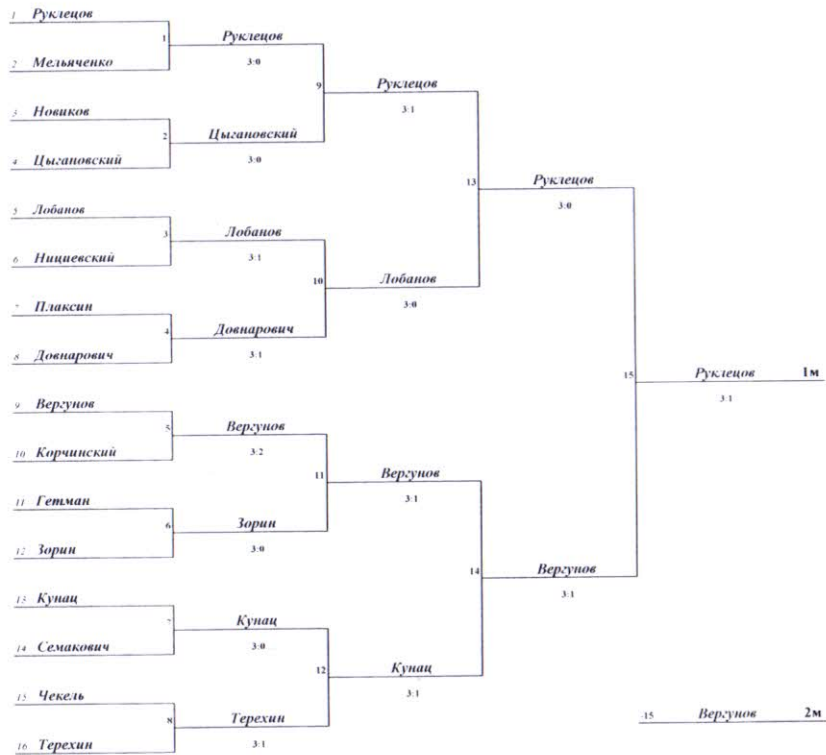 1 Руклецов
1 Руклецов
3:0
2 Мельяченко
9 Руклецов
3:1
3 Новиков
2 Цыгановский
3:0
4 Цыгановский
13 Руклецов
3:0
5 Лобанов
3 Лобанов
3:1
6 Нициевский
10 Лобанов
3:0
7 Плаксин
4 Довнарович
3:1
8 Довнарович
15 Руклецов 1м
3:1
9 Вергунов
5 Вергунов
3:2
10 Корчинский
11 Вергунов
3:1
11 Гетман
6 Зорин
3:0
12 Зорин
14 Вергунов
3:1
13 Кунац
7 Кунац
3:0
14 Семакович
12 Кунац
3:1
15 Чекель
8 Терехин
3:1
16 Терехин
-15 Вергунов 2м